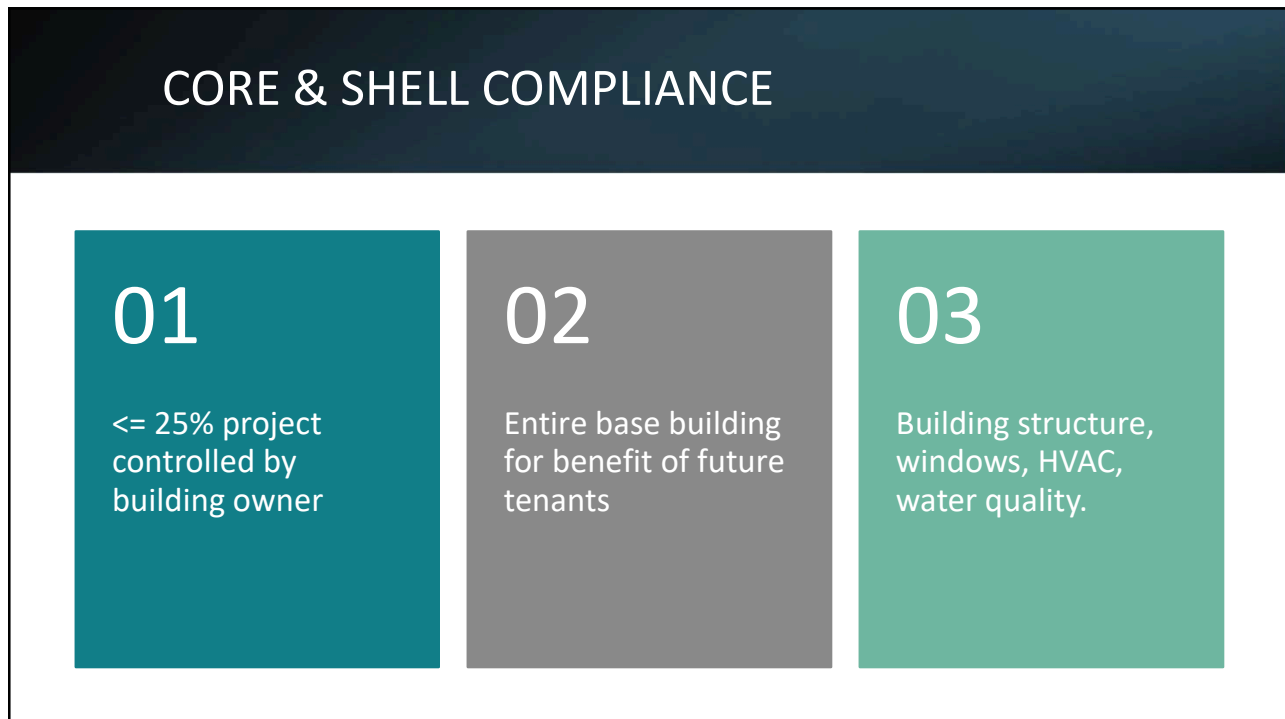 CORE & SHELL COMPLIANCE
01
<= 25% project
controlled by
building owner
02
Entire base building
for benefit of future
tenants
03
Building structure,
windows, HVAC,
water quality.